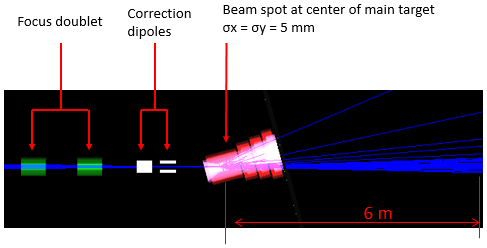 Focus doublet
Correction
dipoles
Beam spot at center of main target
σx = σy = 5 mm
6 m